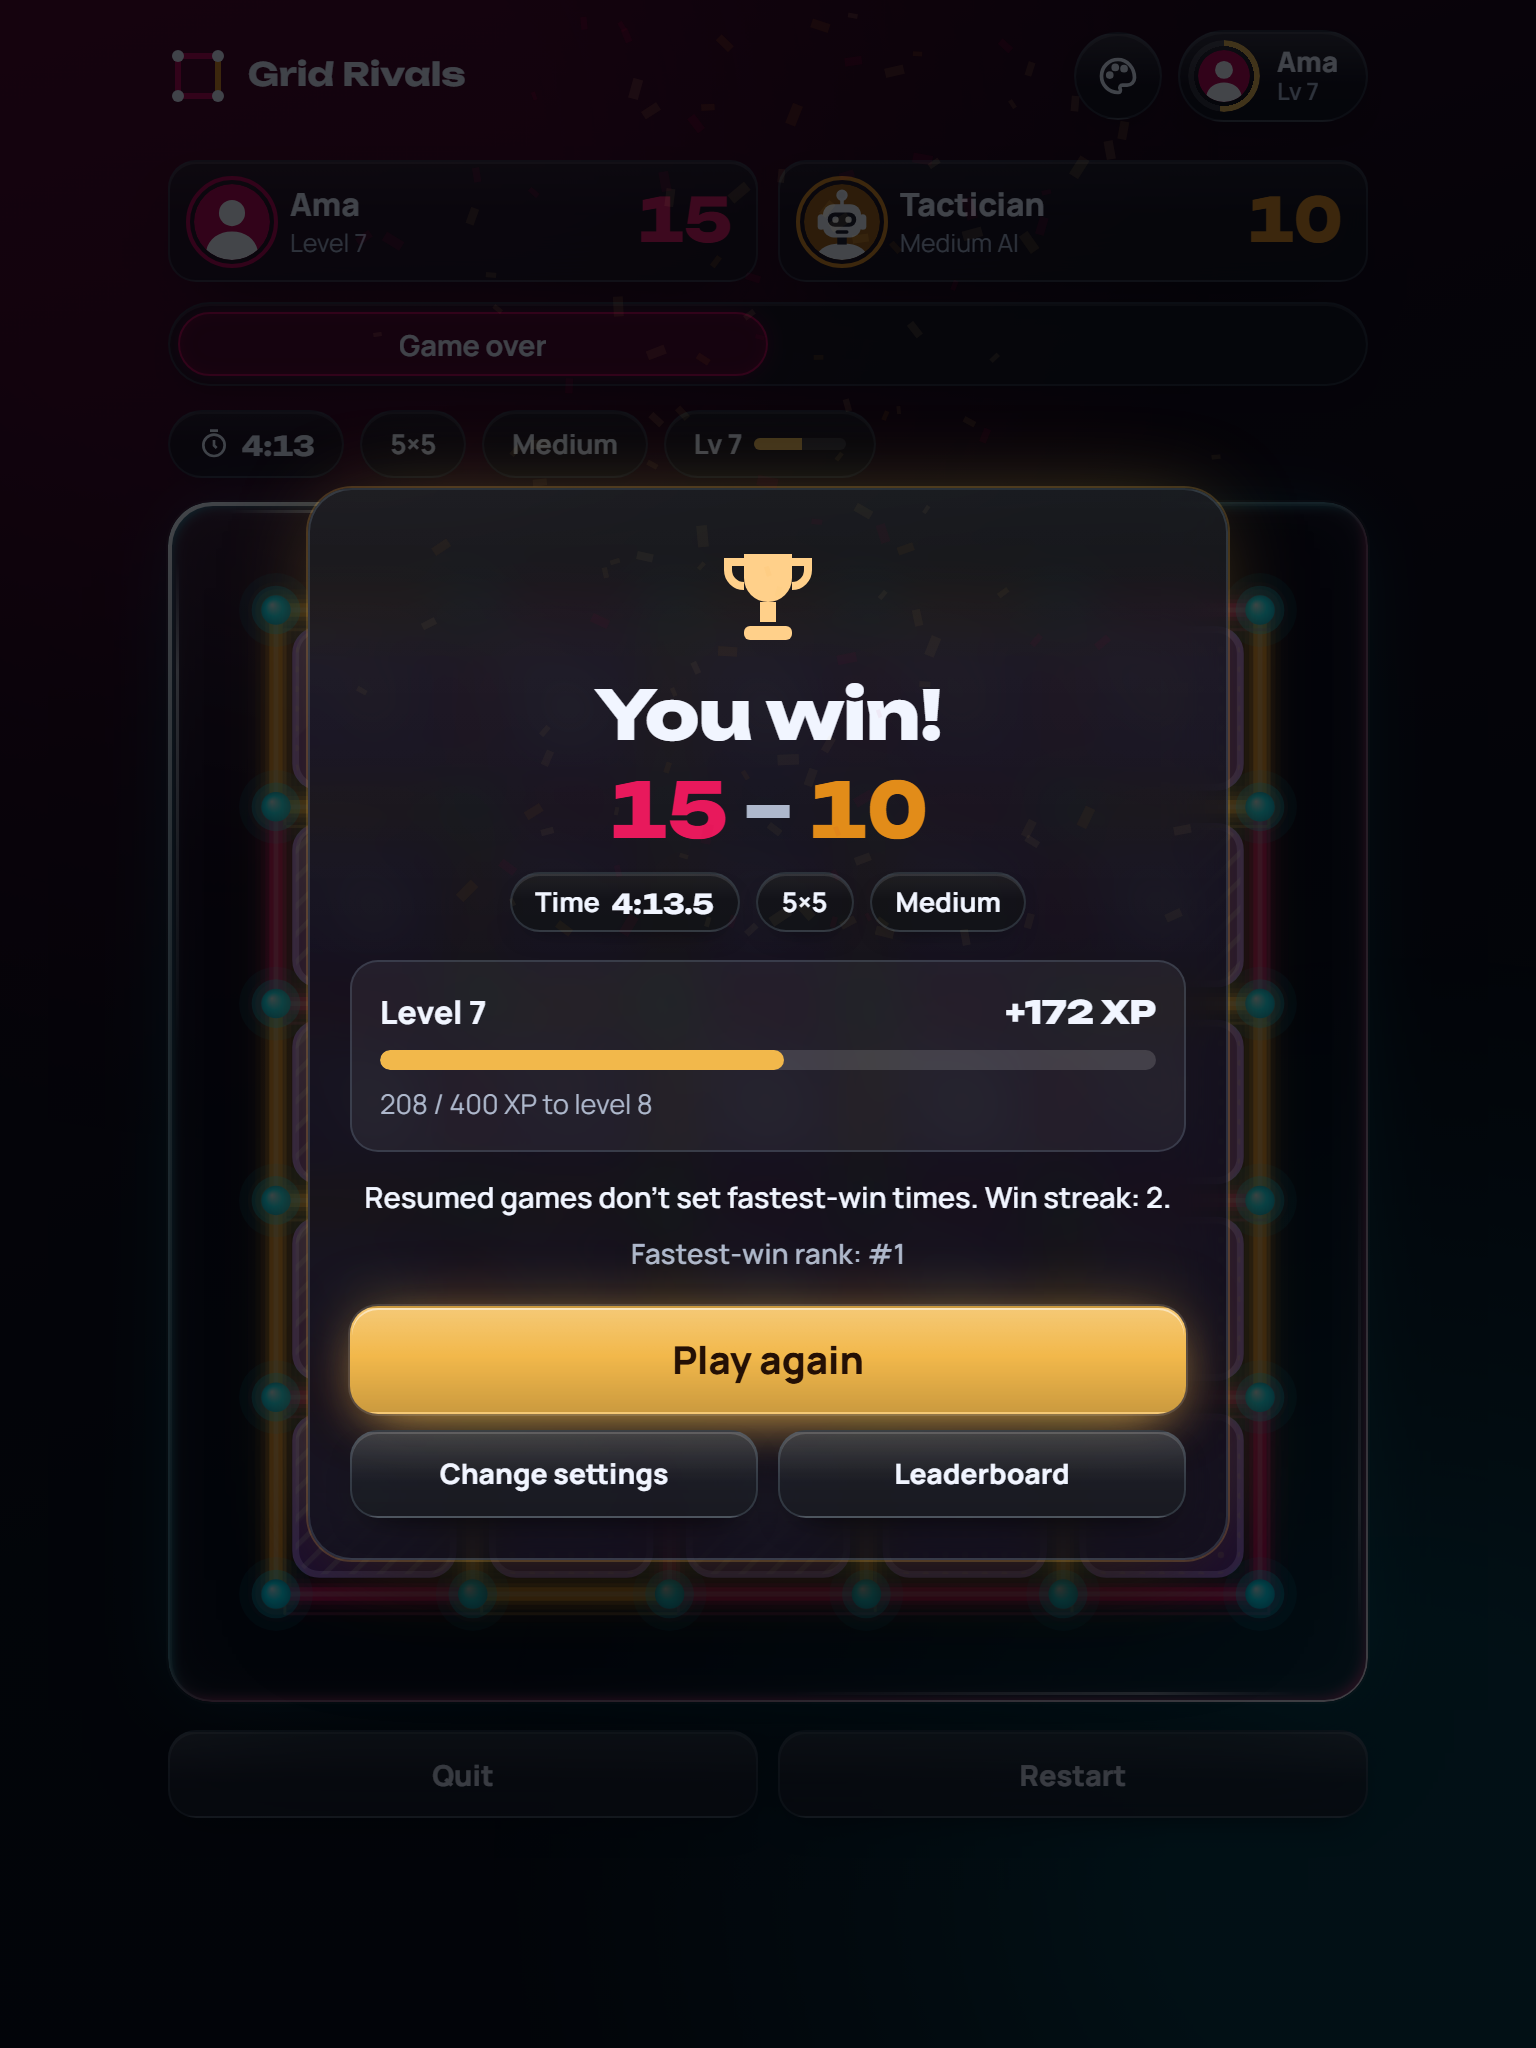 Grid Rivals
Ama
Lv 7
Ama
Level 7
15
Tactician
Medium AI
10
Game over
4:13
5×5
Medium
Lv 7
You win!
15 – 10
Time 4:13.5
5×5
Medium
Level 7
+172 XP
208 / 400 XP to level 8
Resumed games don’t set fastest-win times. Win streak: 2.
Fastest-win rank: #1
Play again
Change settings
Leaderboard
Quit
Restart